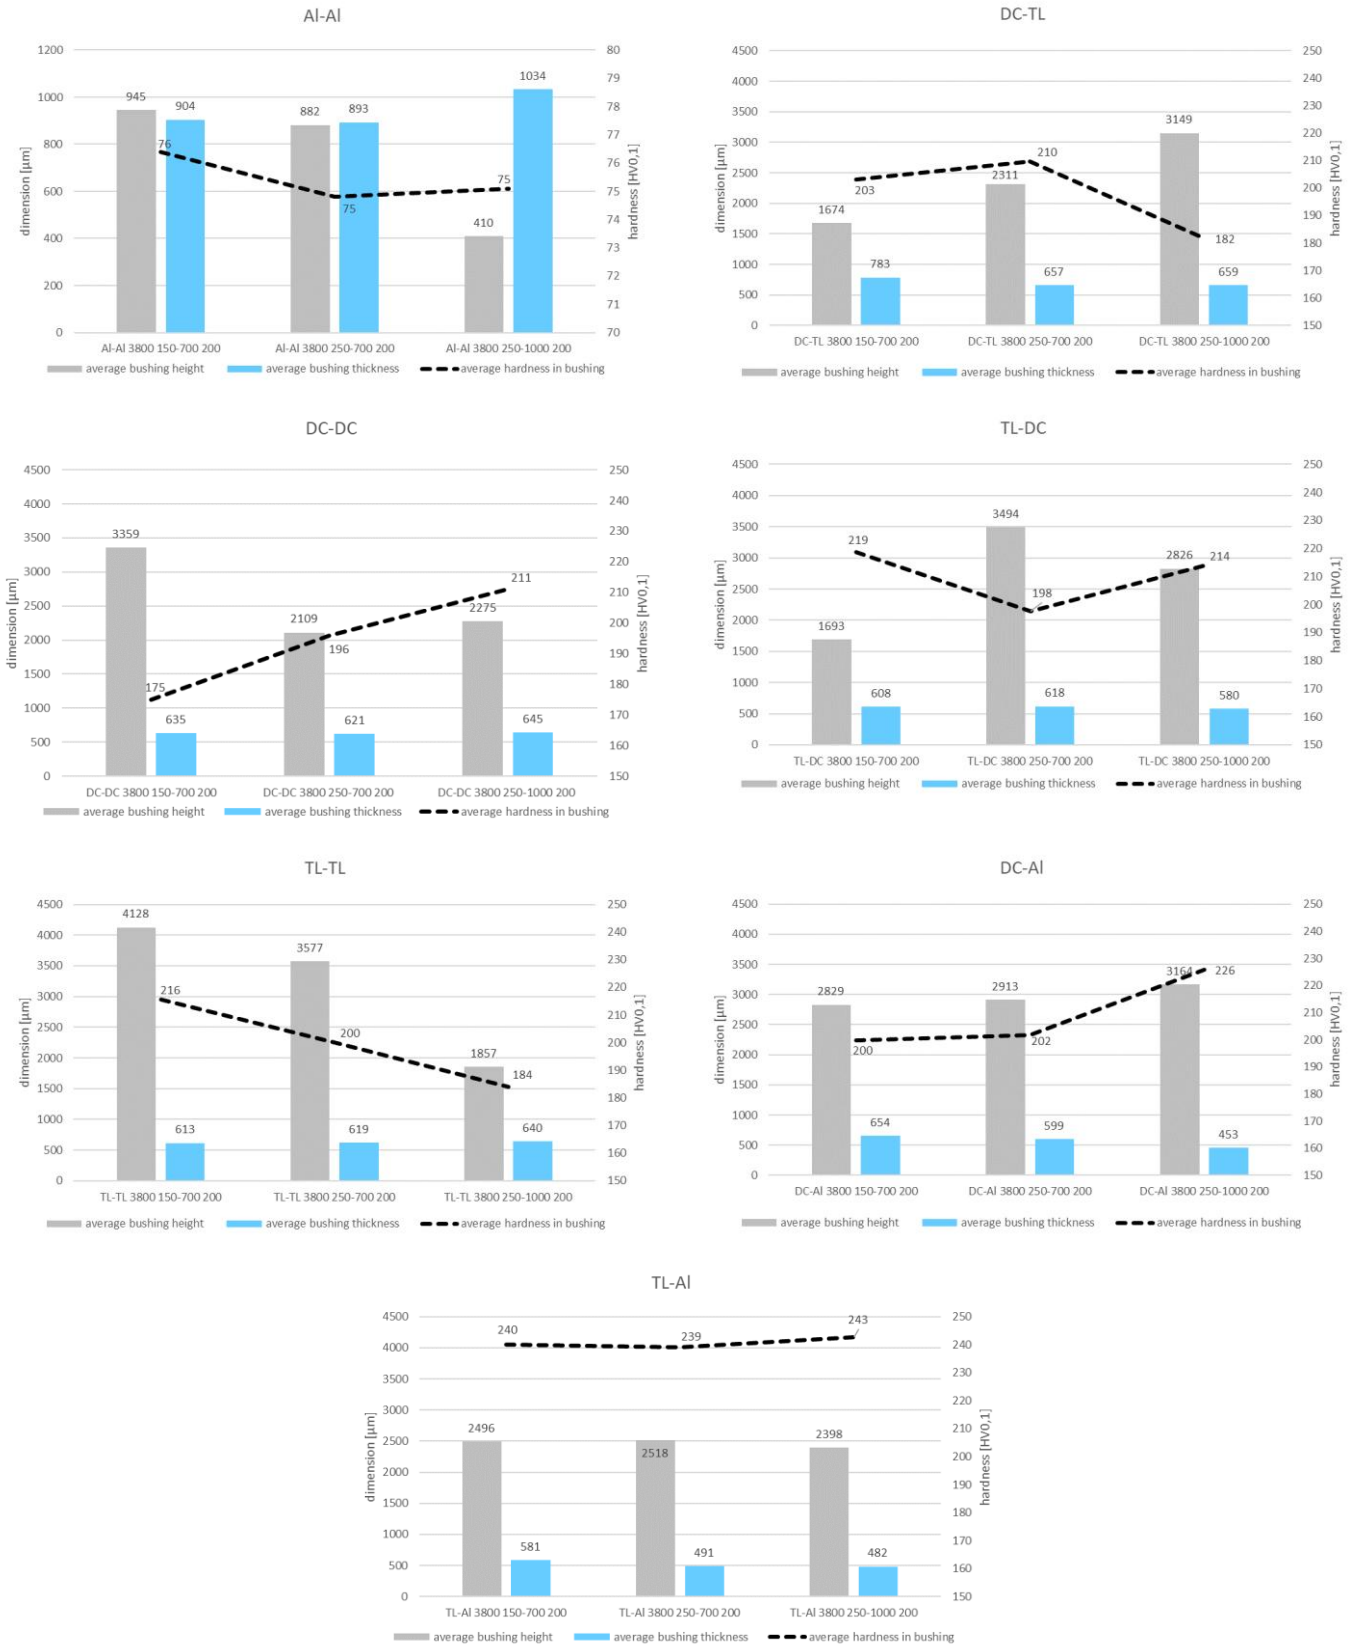 Al-Al
1200 80
79
1034
1000 945 904 78
882 893
77
800 76 76
75
600 75 75
410 74
400 73
72
200
71
0 70
dimension [µm]
hardness [HV0,1]
Al-Al 3800 150-700 200 Al-Al 3800 250-700 200 Al-Al 3800 250-1000 200
average bushing height average bushing thickness average hardness in bushing
DC-TL
4500 250
4000 240
3500 230
3149
3000 220
210 210
2500 203 2311 200
2000
1674 190
1500 182 180
1000 783 657 659 170
500 160
0 150
dimension [µm]
hardness [HV0,1]
DC-TL 3800 150-700 200 DC-TL 3800 250-700 200 DC-TL 3800 250-1000 200
average bushing height average bushing thickness average hardness in bushing
DC-DC
4500 250
4000 240
3500 3359 230
3000 220
211 210
2500 2275
2109 200
2000 196 190
1500 175 180
1000 170
635 621 645
500 160
0 150
dimension [µm]
hardness [HV0,1]
DC-DC 3800 150-700 200 DC-DC 3800 250-700 200 DC-DC 3800 250-1000 200
average bushing height average bushing thickness average hardness in bushing
TL-DC
4500 250
4000 240
3500 3494 230
219 2826 214 220
3000
2500 210
198 200
2000 1693 190
1500 180
1000 608 618 580 170
500 160
0 150
dimension [µm]
hardness [HV0,1]
TL-DC 3800 150-700 200 TL-DC 3800 250-700 200 TL-DC 3800 250-1000 200
average bushing height average bushing thickness average hardness in bushing
TL-TL
4500 250
4128
4000 240
3577
3500 230
3000 216 220
2500 210
200 200
2000 1857 190
1500 184 180
1000 170
613 619 640
500 160
0 150
dimension [µm]
hardness [HV0,1]
TL-TL 3800 150-700 200 TL-TL 3800 250-700 200 TL-TL 3800 250-1000 200
average bushing height average bushing thickness average hardness in bushing
DC-Al
4500 250
4000 240
3500 230
3164 226
3000 2829 2913 220
2500 210
200 202 200
2000 190
1500 180
1000 654 599 453 170
500 160
0 150
dimension [µm]
hardness [HV0,1]
DC-Al 3800 150-700 200 DC-Al 3800 250-700 200 DC-Al 3800 250-1000 200
average bushing height average bushing thickness average hardness in bushing
TL-Al
4500 240 239 243 250
4000 240
3500 230
3000 220
2496 2518 2398 210
2500
2000 200
190
1500 180
1000 581 491 482 170
500 160
0 150
dimension [µm]
hardness [HV0,1]
TL-Al 3800 150-700 200 TL-Al 3800 250-700 200 TL-Al 3800 250-1000 200
average bushing height average bushing thickness average hardness in bushing